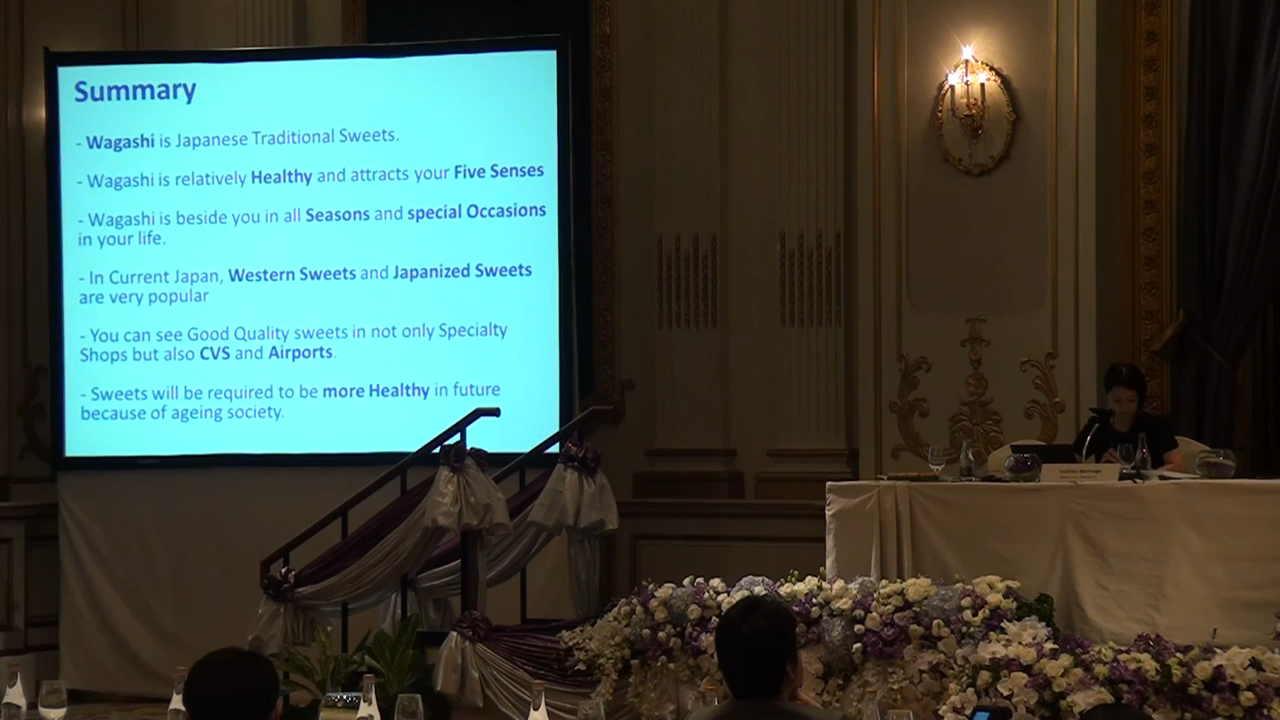 Summary
- Wagashi is Japanese Traditional Sweets.
- Wagashi is relatively Healthy and attracts your Five Senses
- Wagashi is beside you in all Seasons and special Occasions
in your life.
- In Current Japan, Western Sweets and Japanized Sweets
are very popular
- You can see Good Quality sweets in not only Specialty
Shops but also CVS and Airports.
- Sweets will be required to be more Healthy in future
because of ageing society.